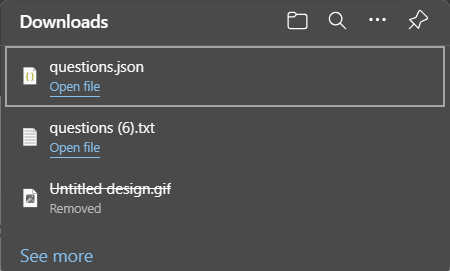 Downloads
questions.json
Open file
questions (6).txt
Open file
Untitled design.gif
Removed
See more